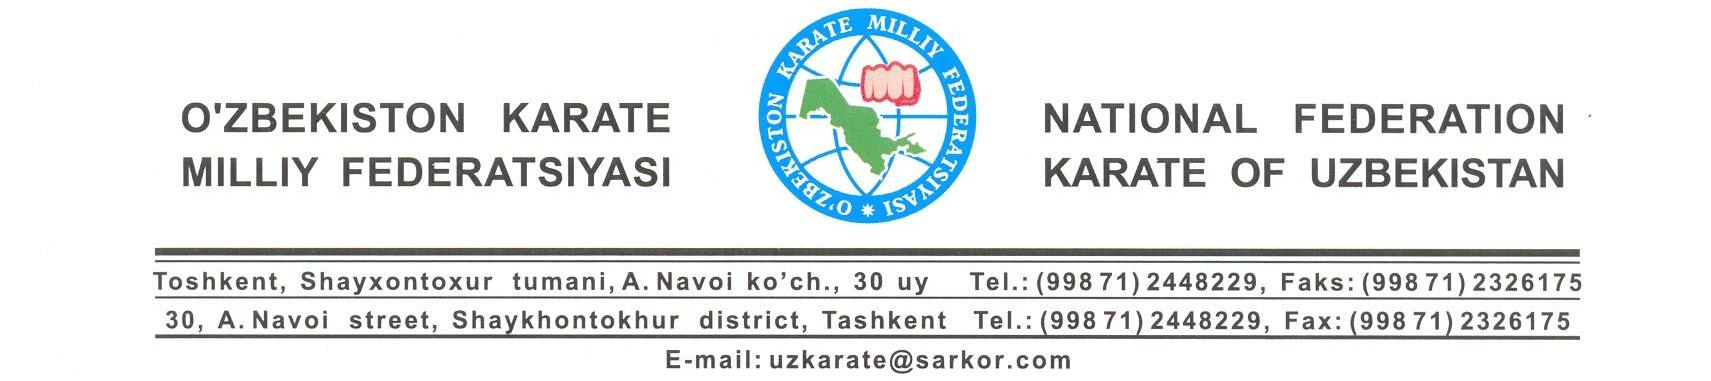 O'ZBEKISTON KARATE
MILLIY FEDERATSIYASI
O'ZBEKISTON KARATE MILLIY FEDERATSIYASI
NATIONAL FEDERATION
KARATE OF UZBEKISTAN
Toshkent, Shayxontoxur tumani, A. Navoi ko’ch., 30 uy Tel.: (998 71) 2448229, Faks: (998 71) 2326175
30, A. Navoi street, Shaykhontokhur district, Tashkent Tel.: (998 71) 2448229, Fax: (998 71) 2326175
E-mail: uzkarate@sarkor.com